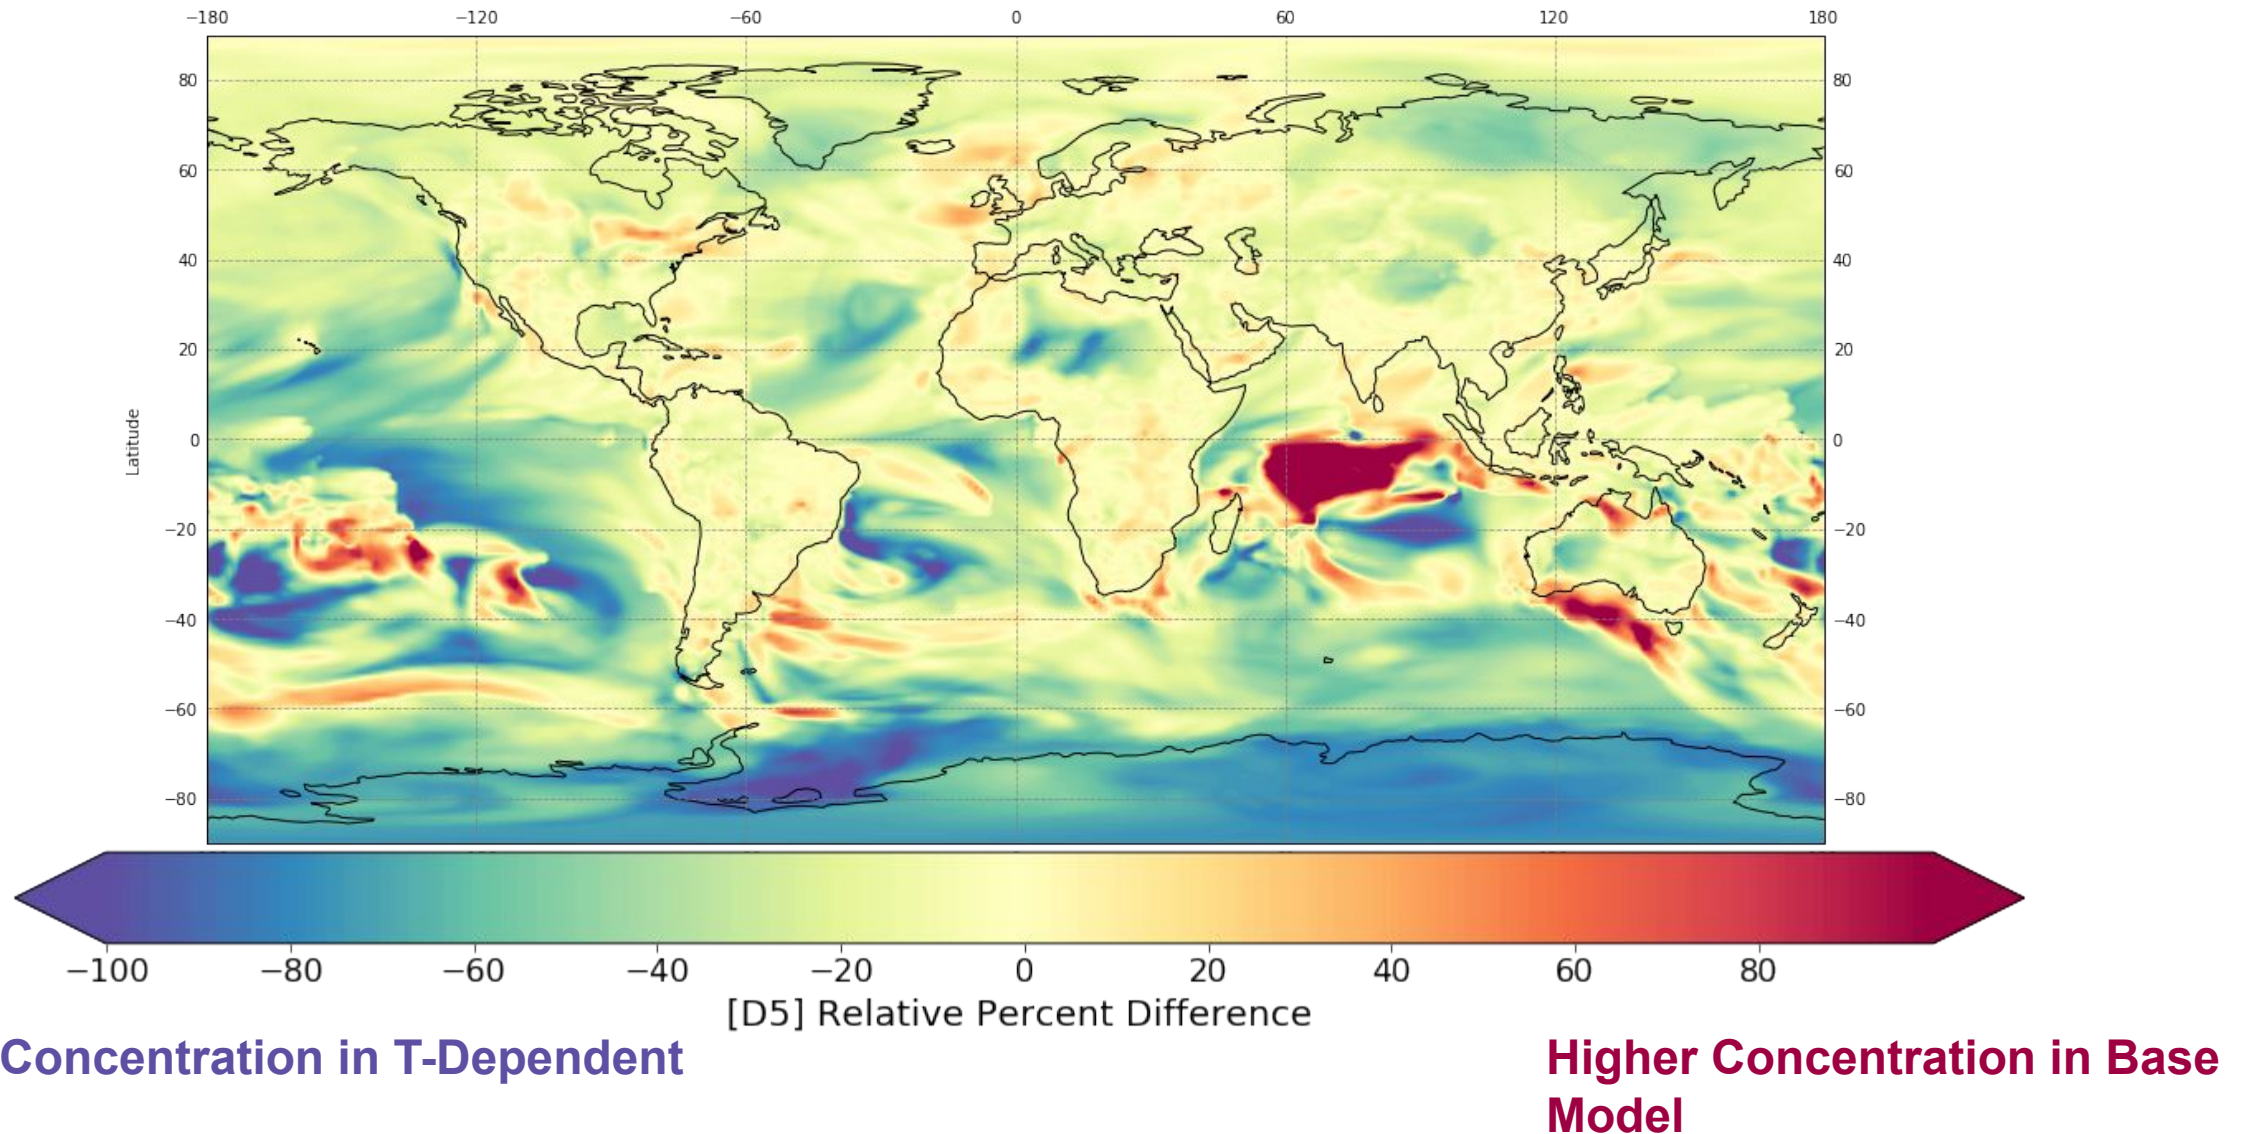 −180 −120 −60 0 60 120 180
80 80
60 60
40 40
20 20
Latitude
0 0
−20 −20
−40 −40
−60 −60
−80 −80
−100 −80 −60 −40 −20 0 20 40 60 80
[D5] Relative Percent Difference
Concentration in T-Dependent
Higher Concentration in Base
Model